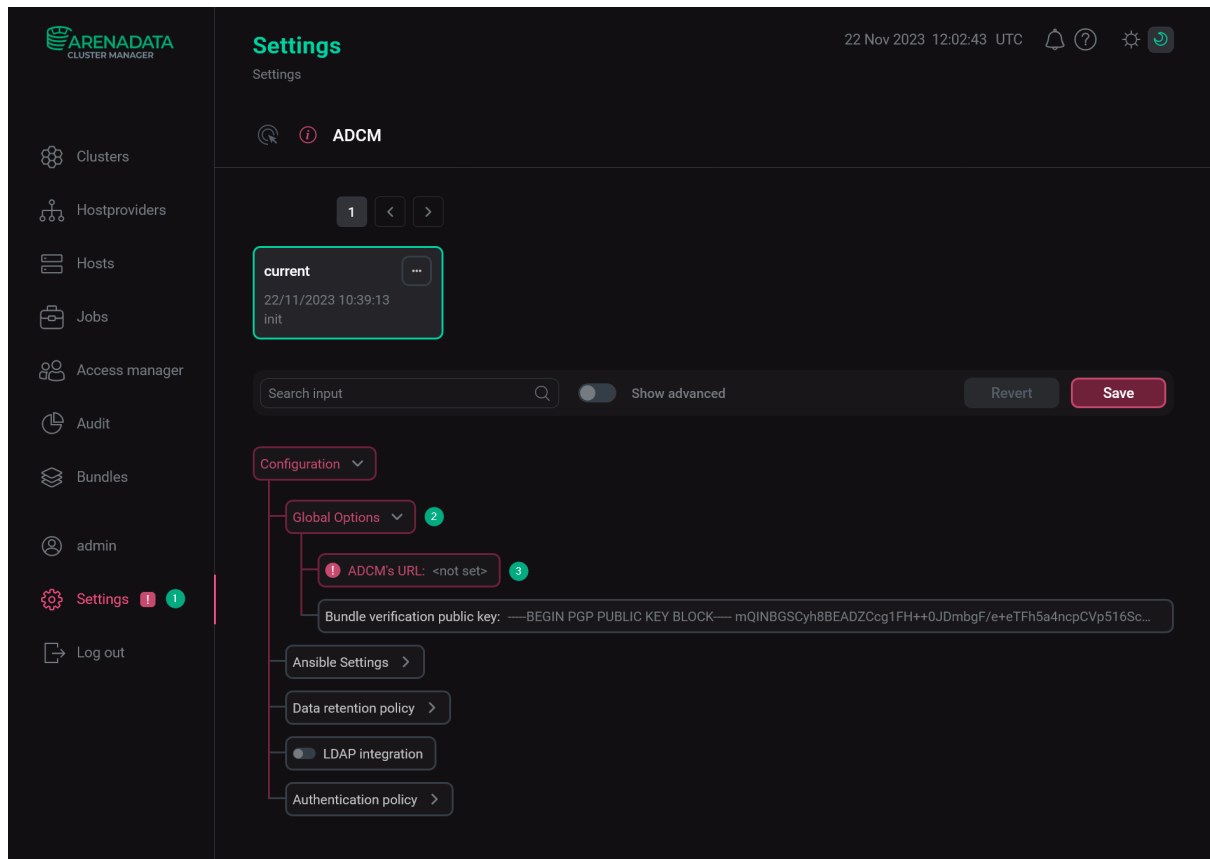 ARENADATA
CLUSTER MANAGER
Settings
22 Nov 2023 12:02:43 UTC
Settings
ADCM
Clusters
Hostproviders
Hosts
Jobs
Access manager
Audit
Bundles
admin
Settings ! 1
Log out
1
current
22/11/2023 10:39:13
init
Search input
Show advanced
Revert
Save
Configuration
Global Options 2
! ADCM's URL: <not set> 3
Bundle verification public key: -----BEGIN PGP PUBLIC KEY BLOCK----- mQINBGSCyh8BEADZCcg1FH++0JDmbgF/e+eTFh5a4ncpCVp516Sc...
Ansible Settings
Data retention policy
LDAP integration
Authentication policy